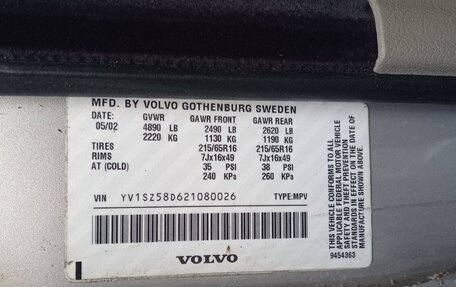 MFD. BY VOLVO GOTHENBURG SWEDEN
DATE: GVWR GAWR FRONT GAWR REAR
05/02 4890 LB 2490 LB 2620 LB
2220 KG 1130 KG 1190 KG
TIRES 215/65R16 215/65R16
RIMS 7Jx16x49 7Jx16x49
AT (COLD) 35 PSI 38 PSI
240 KPa 260 KPa
VIN YV1SZ58D621080026 TYPE: MPV
VOLVO
THIS VEHICLE CONFORMS TO ALL
APPLICABLE FEDERAL MOTOR VEHICLE
SAFETY AND THEFT PREVENTION
STANDARDS IN EFFECT ON THE DATE OF
MANUFACTURE SHOWN ABOVE.
9454363